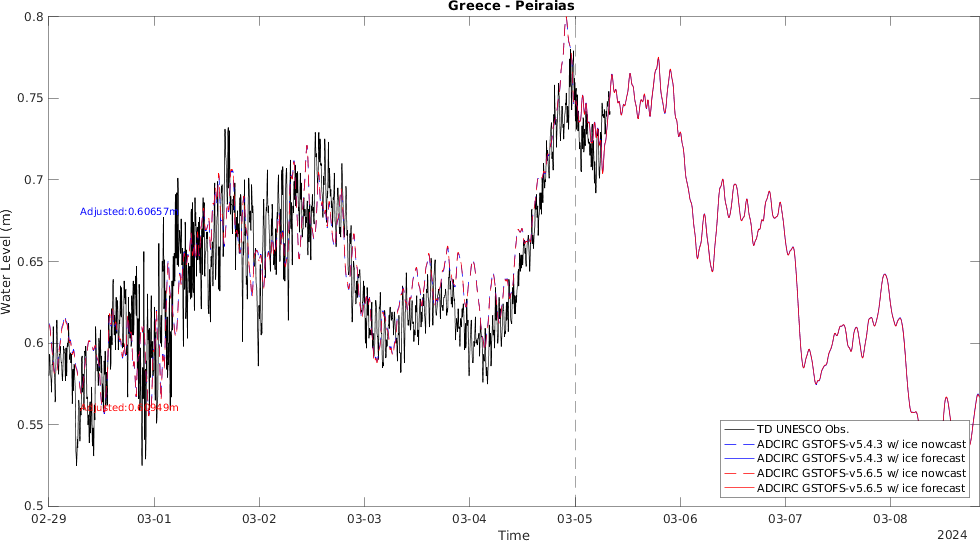 Greece - Peiraias
0.8
0.75
0.7
0.65
0.6
0.55
0.5
Water Level (m)
Adjusted:0.60657m
TD UNESCO Obs.
ADCIRC GSTOFS-v5.4.3 w/ ice nowcast
ADCIRC GSTOFS-v5.4.3 w/ ice forecast
ADCIRC GSTOFS-v5.6.5 w/ ice nowcast
ADCIRC GSTOFS-v5.6.5 w/ ice forecast
02-29 03-01 03-02 03-03 03-04 03-05 03-06 03-07 03-08
Time
2024